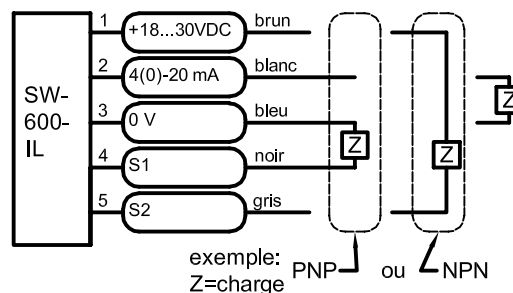 1 +18...30VDC brun
2 4(0)-20 mA blanc
SW-
600-
IL
3 0 V bleu
4 S1 noir
5 S2 gris
Z
Z
Z
exemple:
Z=charge
PNP ou NPN